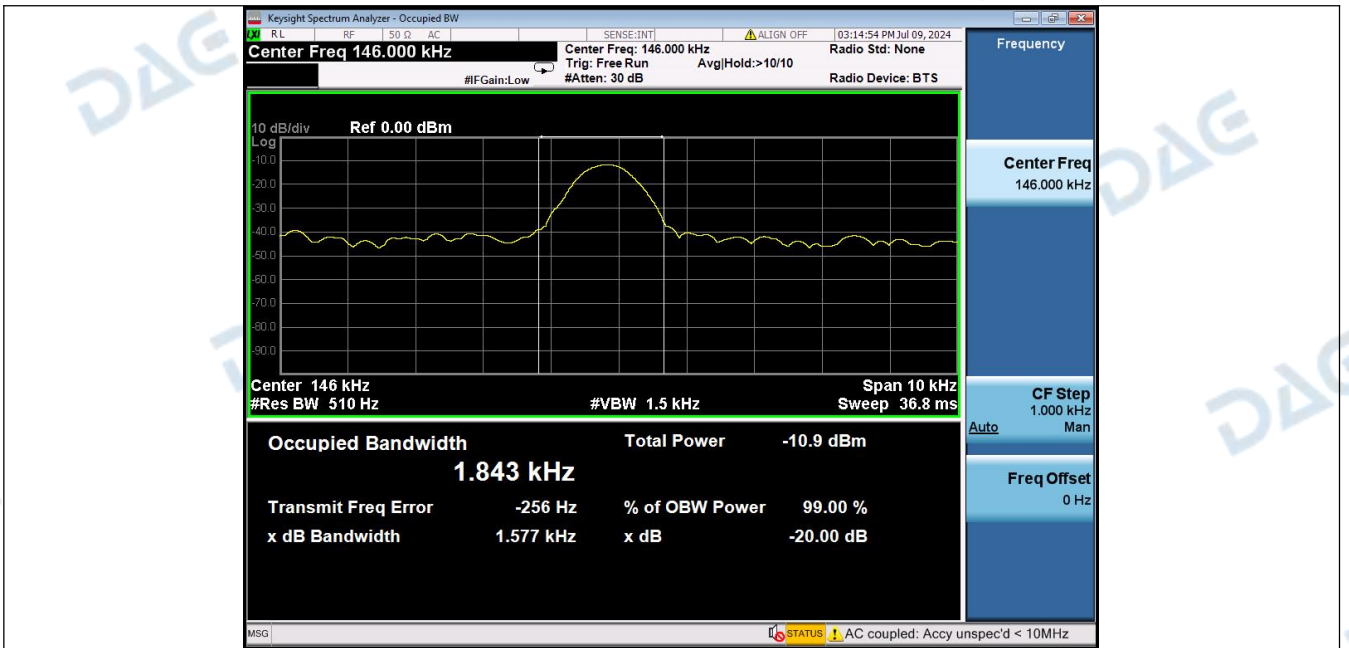 Keysight Spectrum Analyzer - Occupied BW
LXI RL RF 50 Ω AC SENSE:INT ALIGN OFF 03:14:54 PM Jul 09, 2024
Center Freq 146.000 kHz
Center Freq: 146.000 kHz Radio Std: None
Trig: Free Run Avg|Hold:>10/10
#IFGain:Low #Atten: 30 dB Radio Device: BTS
10 dB/div Ref 0.00 dBm
Log
-10.0
-20.0
-30.0
-40.0
-50.0
-60.0
-70.0
-80.0
-90.0
Center 146 kHz Span 10 kHz
#Res BW 510 Hz #VBW 1.5 kHz Sweep 36.8 ms
Occupied Bandwidth Total Power -10.9 dBm
1.843 kHz
Transmit Freq Error -256 Hz % of OBW Power 99.00 %
x dB Bandwidth 1.577 kHz x dB -20.00 dB
MSG STATUS AC coupled: Accy unspec'd < 10MHz
Frequency
Center Freq
146.000 kHz
CF Step
1.000 kHz
Auto Man
Freq Offset
0 Hz
DAE
DAE
DAE